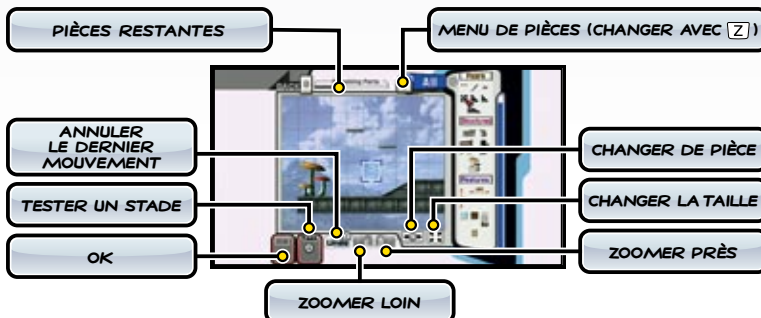 PIÈCES RESTANTES
MENU DE PIÈCES (CHANGER AVEC Z)
ANNULER
LE DERNIER
MOUVEMENT
TESTER UN STADE
OK
ZOOMER LOIN
CHANGER DE PIÈCE
CHANGER LA TAILLE
ZOOMER PRÈS
All